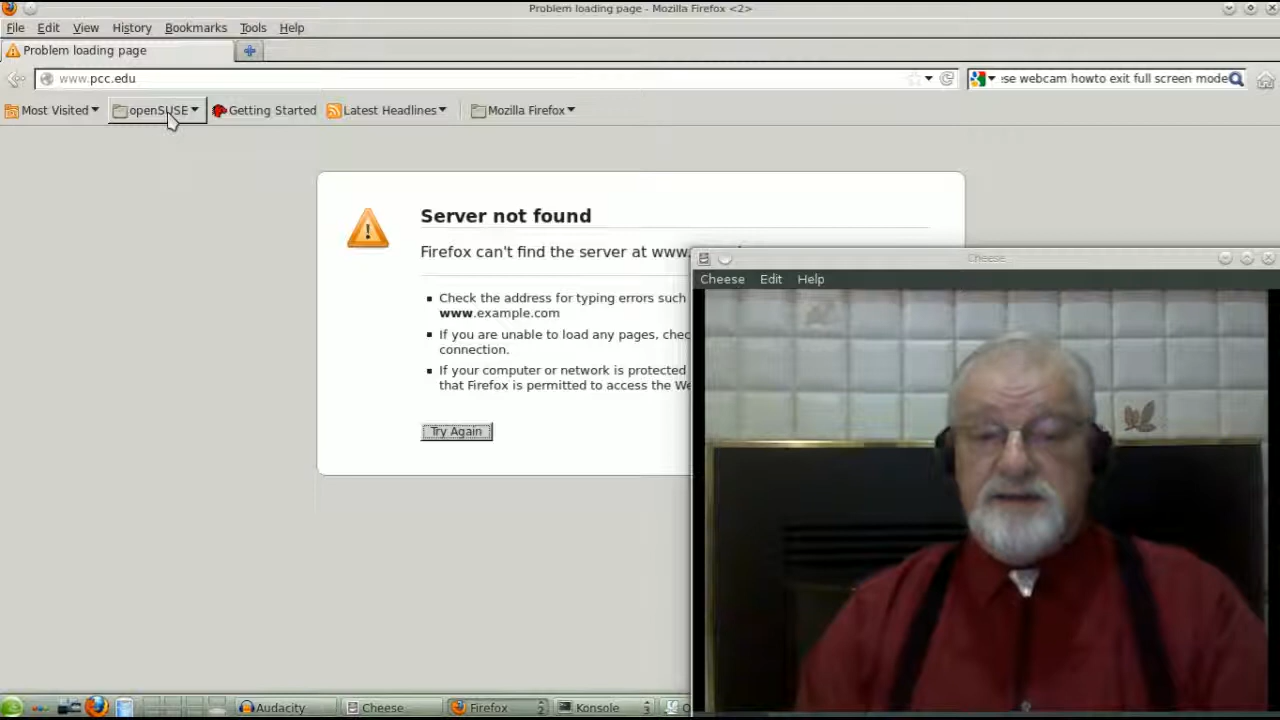 Problem loading page - Mozilla Firefox <2>
File Edit View History Bookmarks Tools Help
Problem loading page
www.pcc.edu
se webcam howto exit full screen mode
Most Visited openSUSE Getting Started Latest Headlines Mozilla Firefox
Server not found
Firefox can't find the server at www.
Check the address for typing errors such
www.example.com
If you are unable to load any pages, chec
connection.
If your computer or network is protected
that Firefox is permitted to access the We
Try Again
Cheese
Cheese Edit Help
Audacity Cheese Firefox 2 Konsole 3